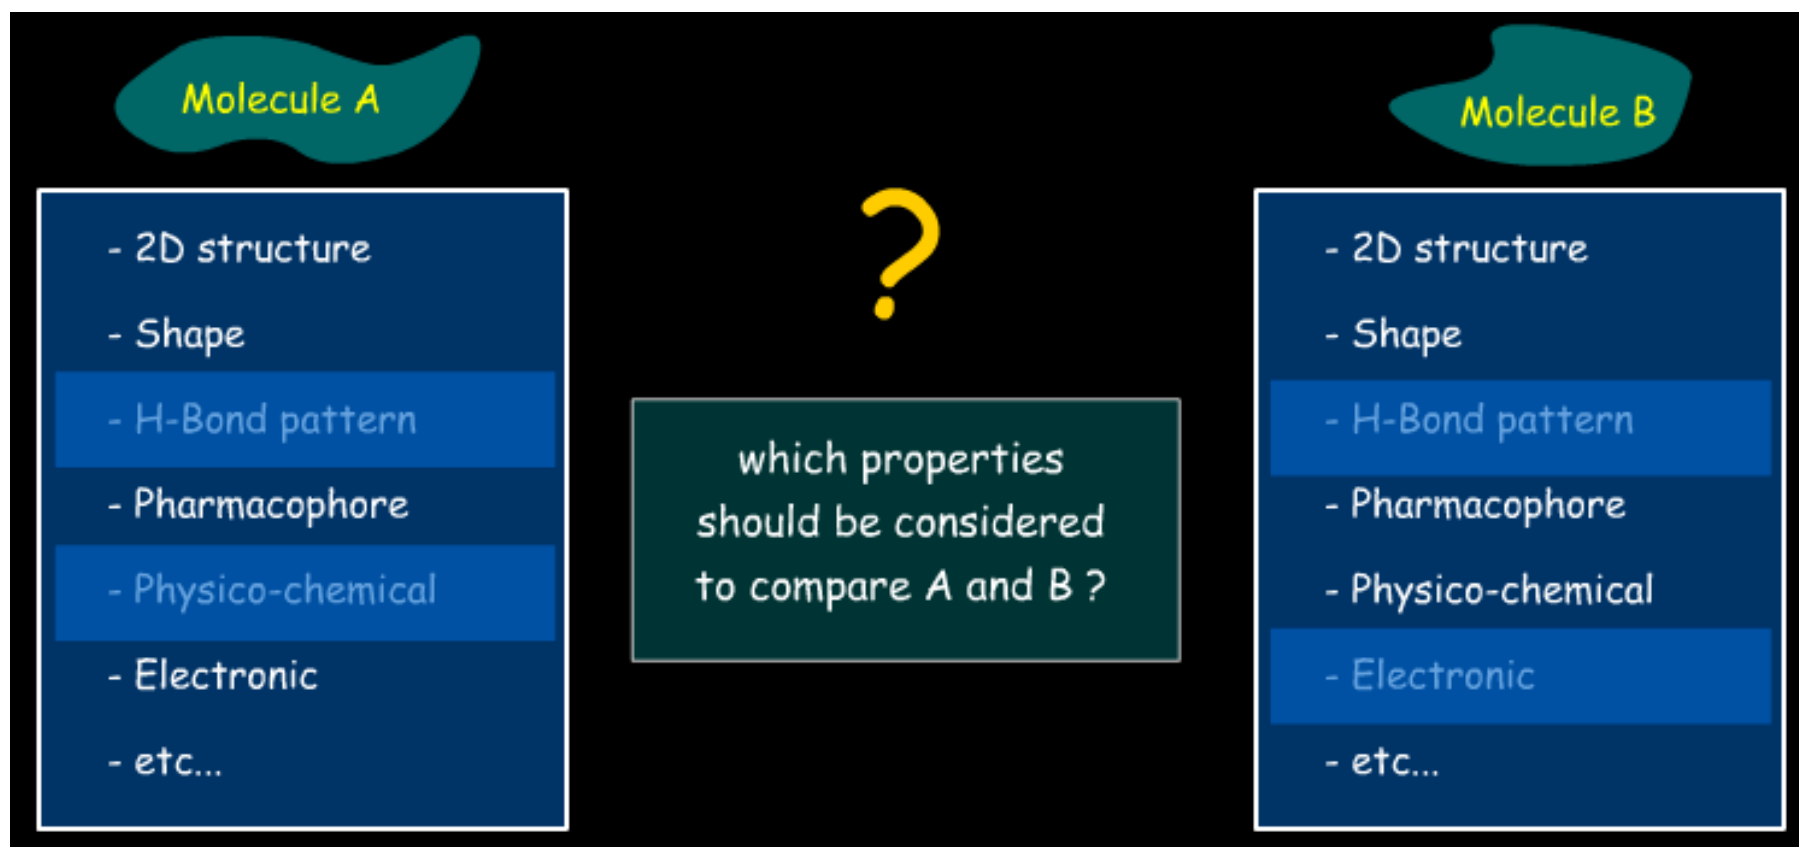 Molecule A
- 2D structure
- Shape
- H-Bond pattern
- Pharmacophore
- Physico-chemical
- Electronic
- etc...
?
which properties
should be considered
to compare A and B ?
Molecule B
- 2D structure
- Shape
- H-Bond pattern
- Pharmacophore
- Physico-chemical
- Electronic
- etc...